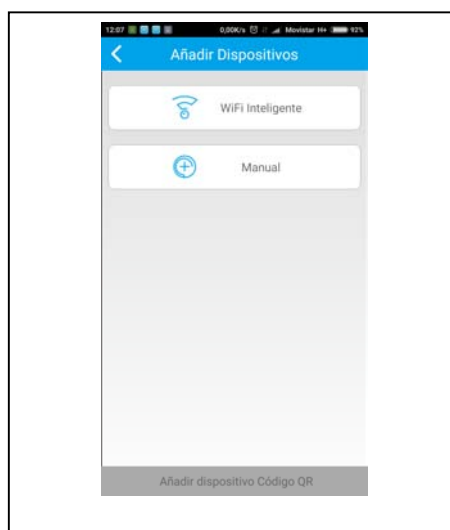 12:07 0,00K/s Movistar H+ 92%
Añadir Dispositivos
WiFi Inteligente
Manual
Añadir dispositivo Código QR